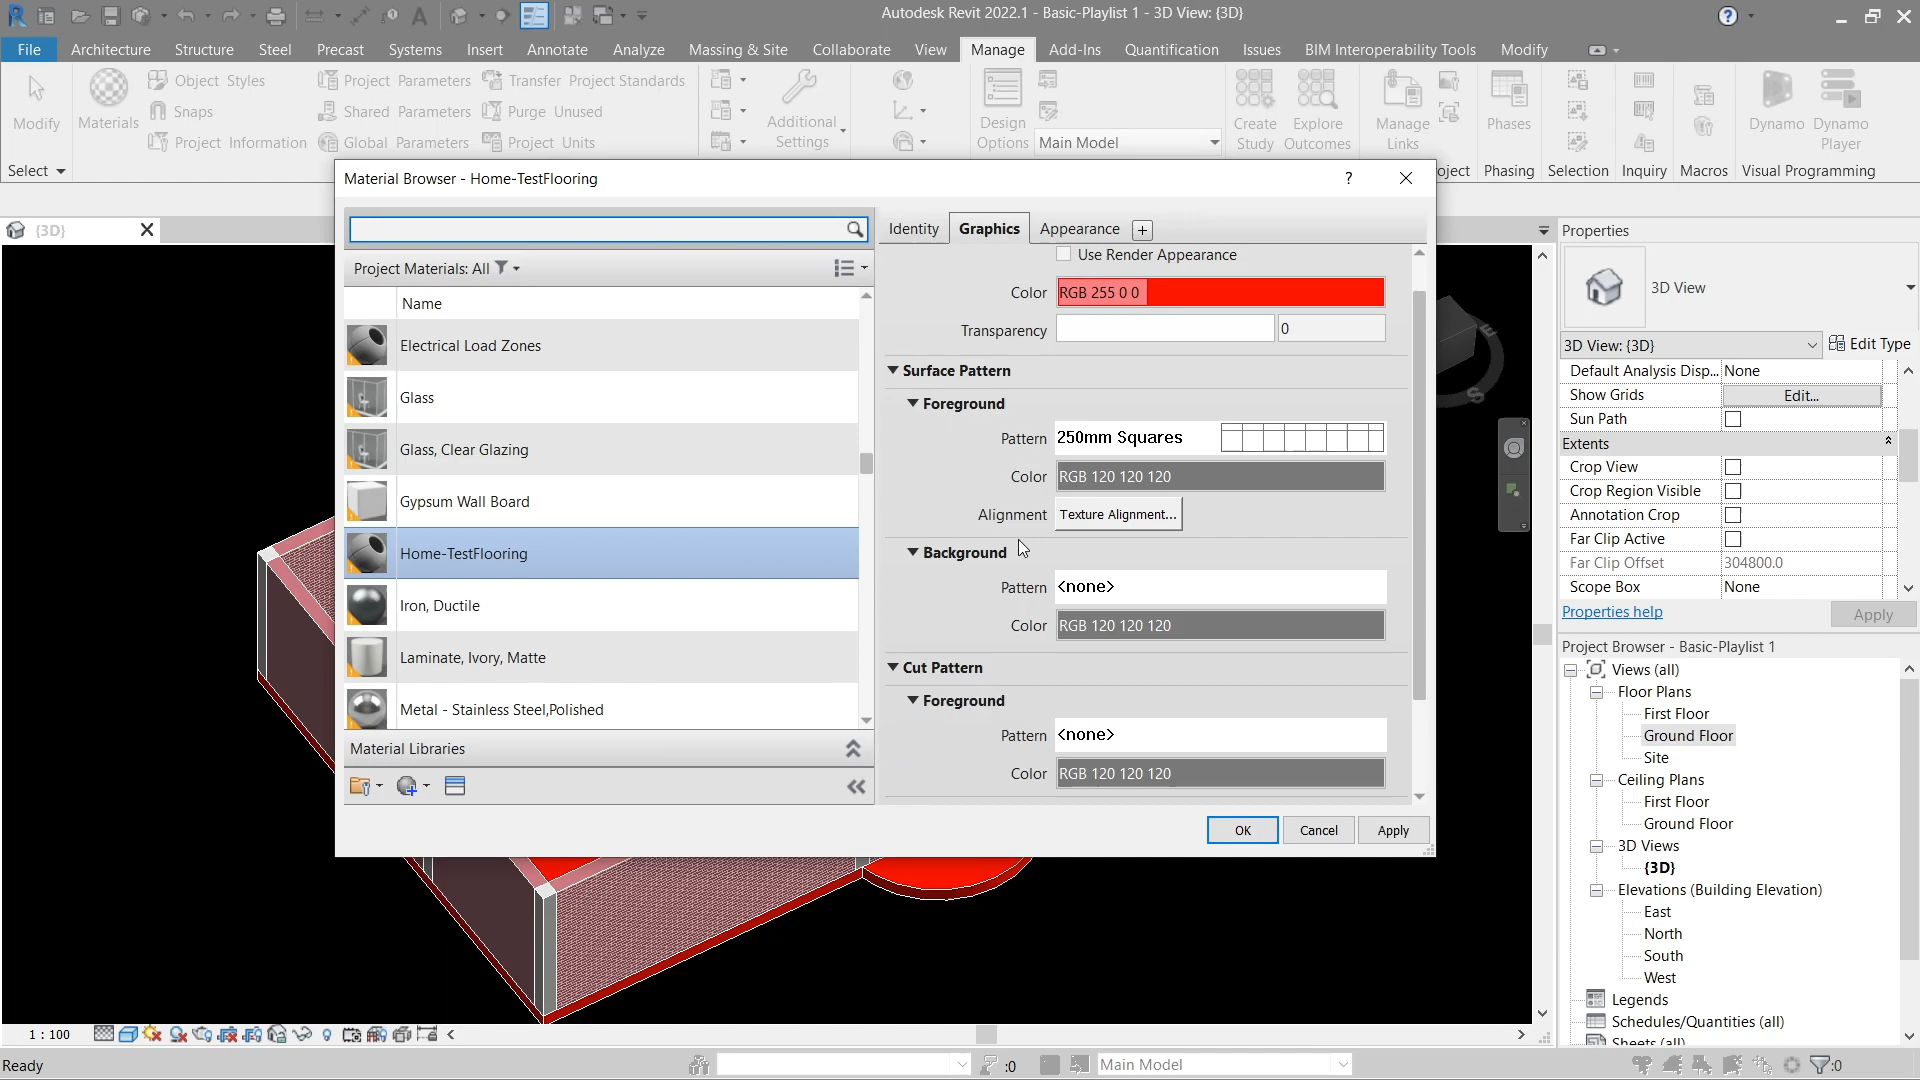 Autodesk Revit 2022.1 - Basic-Playlist 1 - 3D View: {3D}
File Architecture Structure Steel Precast Systems Insert Annotate Analyze Massing & Site Collaborate View Manage Add-Ins Quantification Issues BIM Interoperability Tools Modify
Modify
Materials
Object Styles
Snaps
Project Information
Project Parameters
Shared Parameters
Global Parameters
Transfer Project Standards
Purge Unused
Project Units
Additional
Settings
Design
Options
Main Model
Create
Study
Explore
Outcomes
Manage
Links
Phases
Dynamo
Dynamo
Player
Select
oject Phasing Selection Inquiry Macros Visual Programming
{3D}
Material Browser - Home-TestFlooring
?
Project Materials: All
Name
Electrical Load Zones
Glass
Glass, Clear Glazing
Gypsum Wall Board
Home-TestFlooring
Iron, Ductile
Laminate, Ivory, Matte
Metal - Stainless Steel,Polished
Material Libraries
Identity Graphics Appearance +
Use Render Appearance
Color RGB 255 0 0
Transparency 0
Surface Pattern
Foreground
Pattern 250mm Squares
Color RGB 120 120 120
Alignment Texture Alignment...
Background
Pattern <none>
Color RGB 120 120 120
Cut Pattern
Foreground
Pattern <none>
Color RGB 120 120 120
OK Cancel Apply
E
S
Properties
3D View
3D View: {3D} Edit Type
Default Analysis Disp... None
Show Grids Edit...
Sun Path
Extents
Crop View
Crop Region Visible
Annotation Crop
Far Clip Active
Far Clip Offset 304800.0
Scope Box None
Properties help Apply
Project Browser - Basic-Playlist 1
Views (all)
Floor Plans
First Floor
Ground Floor
Site
Ceiling Plans
First Floor
Ground Floor
3D Views
{3D}
Elevations (Building Elevation)
East
North
South
West
Legends
Schedules/Quantities (all)
Sheets (all)
1 : 100
Ready
:0
Main Model
:0